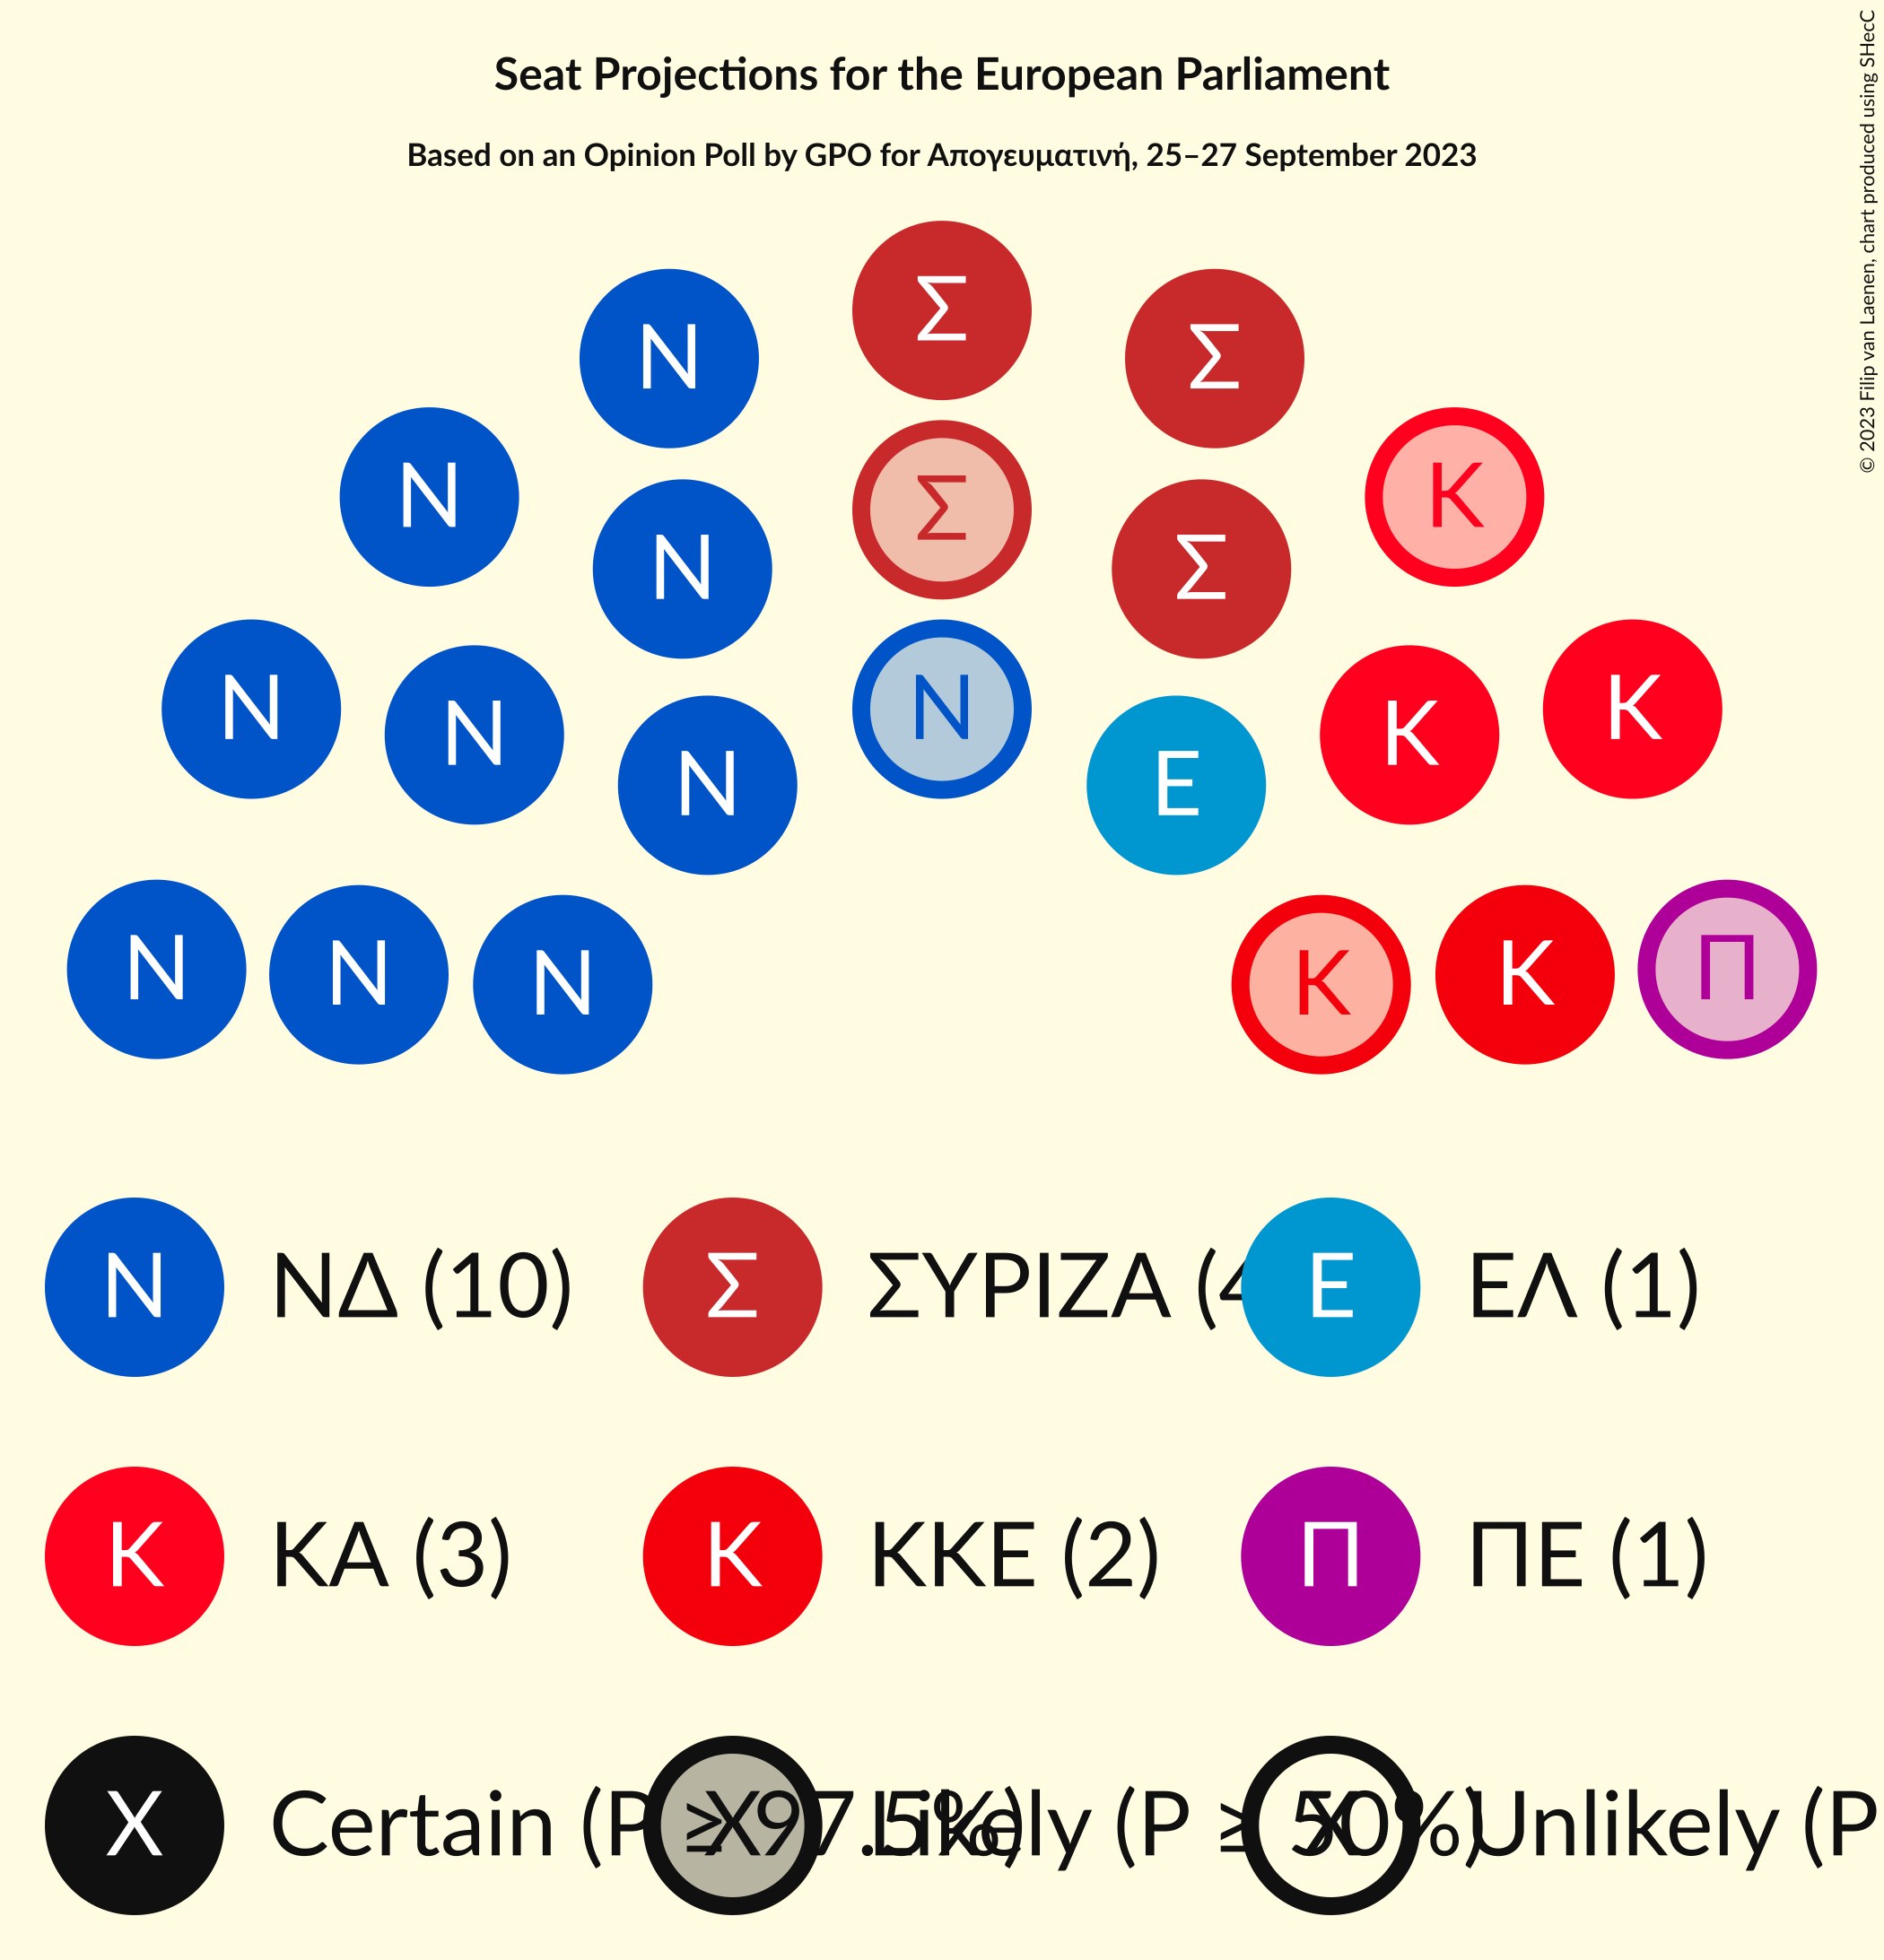 Seat Projections for the European Parliament
Based on an Opinion Poll by GPO for Απογευματινή, 25–27 September 2023
© 2023 Filip van Laenen, chart produced using SHecC
Σ
Ν Σ
Ν Σ Κ
Ν Σ
Ν Ν Ν Κ Κ
Ν Ε
Ν Ν Ν Κ Κ Π
Ν ΝΔ (10) Σ ΣΥΡΙΖΑ (4 Ε ΕΛ (1)
Κ ΚΑ (3) Κ ΚΚΕ (2) Π ΠΕ (1)
X Certain (P ≥ 97.5%) X Likely (P ≥ 50%) X Unlikely (P